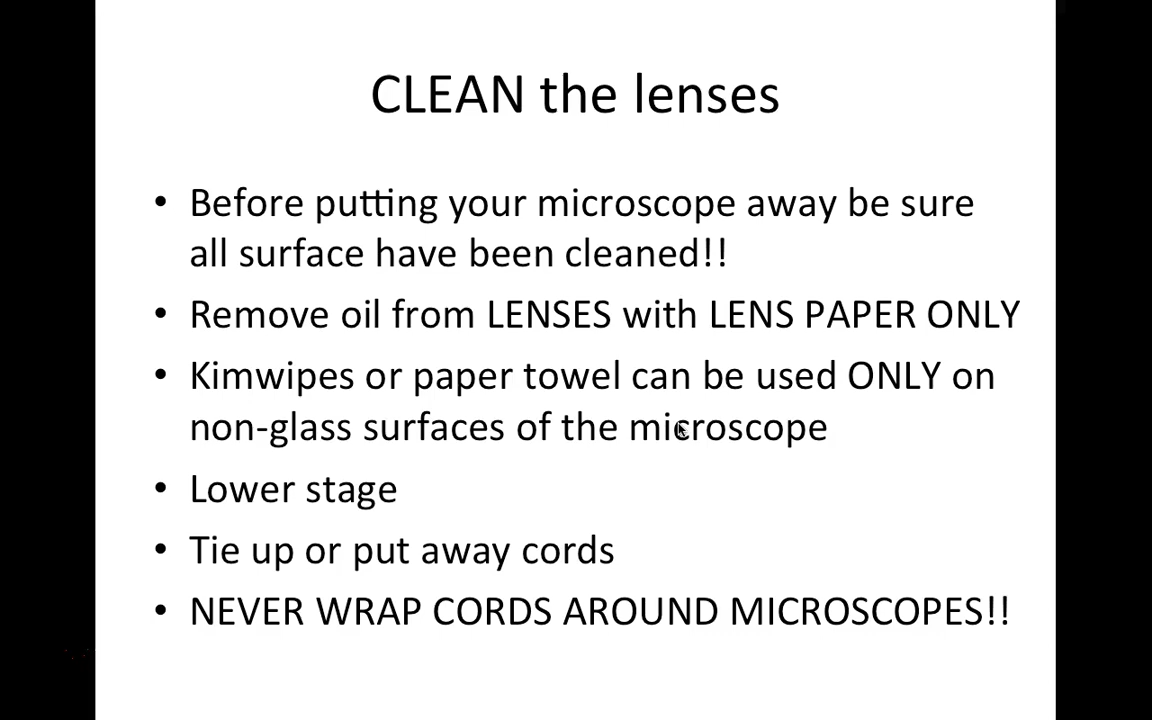 CLEAN the lenses
• Before putting your microscope away be sure
all surface have been cleaned!!
• Remove oil from LENSES with LENS PAPER ONLY
• Kimwipes or paper towel can be used ONLY on
non-glass surfaces of the microscope
• Lower stage
• Tie up or put away cords
• NEVER WRAP CORDS AROUND MICROSCOPES!!